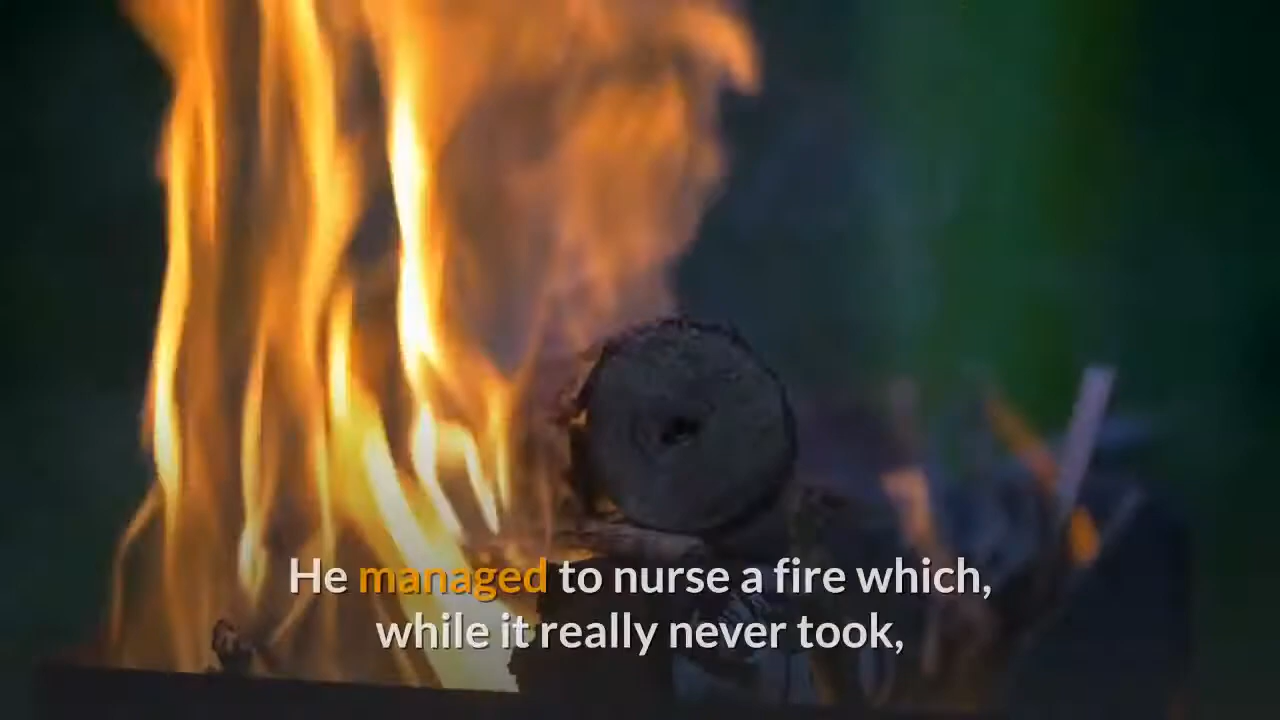 He managed to nurse a fire which,
while it really never took,